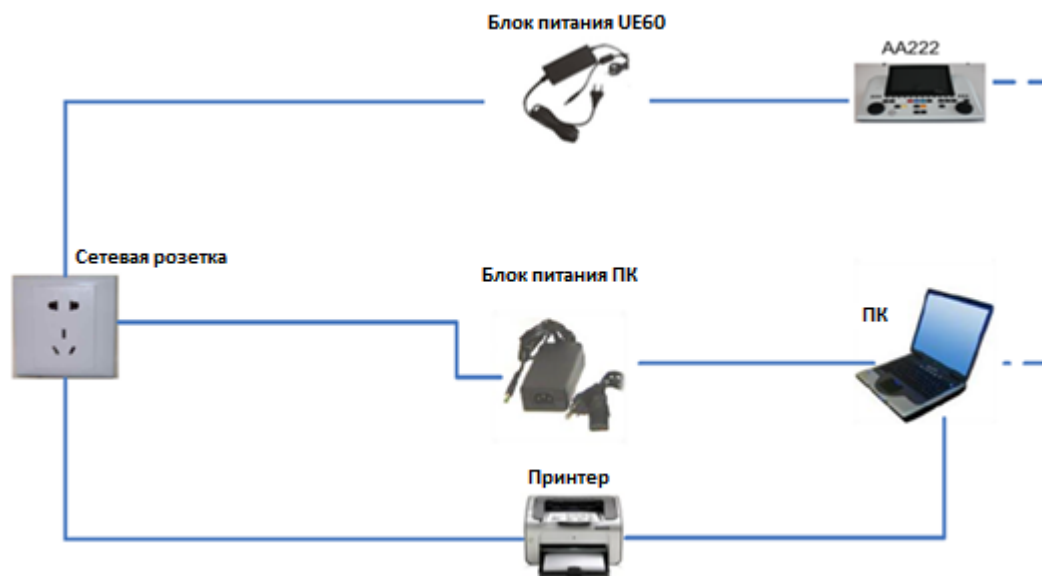 Блок питания UE60
AA222
Сетевая розетка
Блок питания ПК
ПК
Принтер